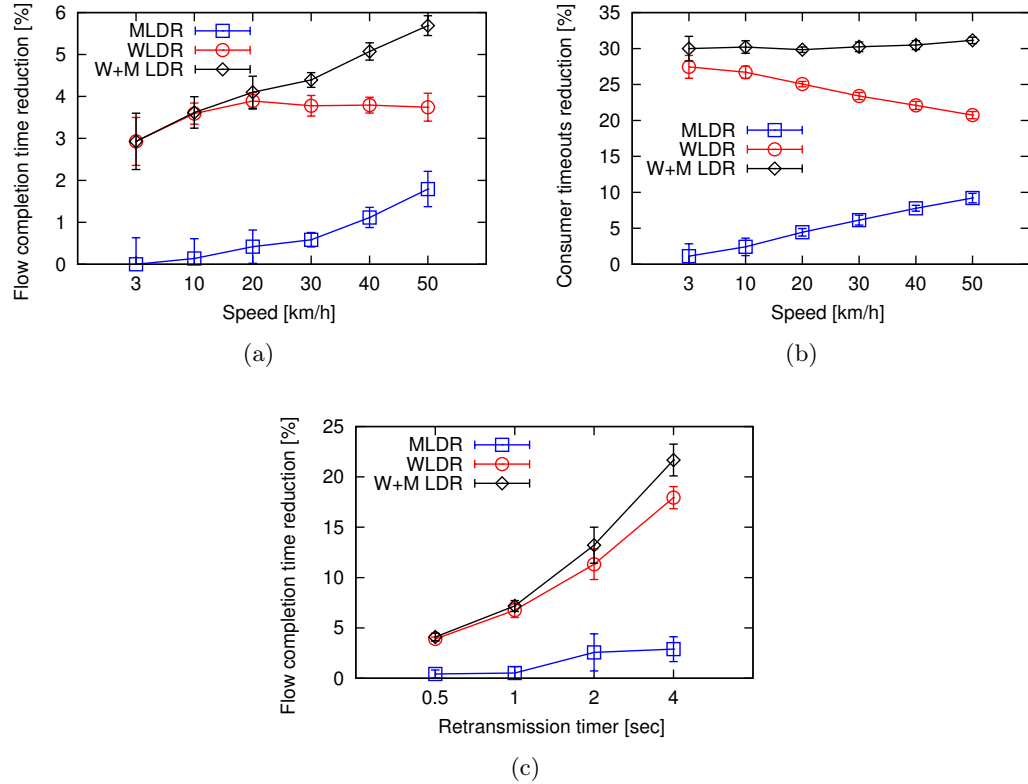 Flow completion time reduction [%]
6
5
4
3
2
1
0
MLDR
WLDR
W+M LDR
3 10 20 30 40 50
Speed [km/h]
(a)
Consumer timeouts reduction [%]
35
30
25
20
15
10
5
0
MLDR
WLDR
W+M LDR
3 10 20 30 40 50
Speed [km/h]
(b)
Flow completion time reduction [%]
25
20
15
10
5
0
MLDR
WLDR
W+M LDR
0.5 1 2 4
Retransmission timer [sec]
(c)